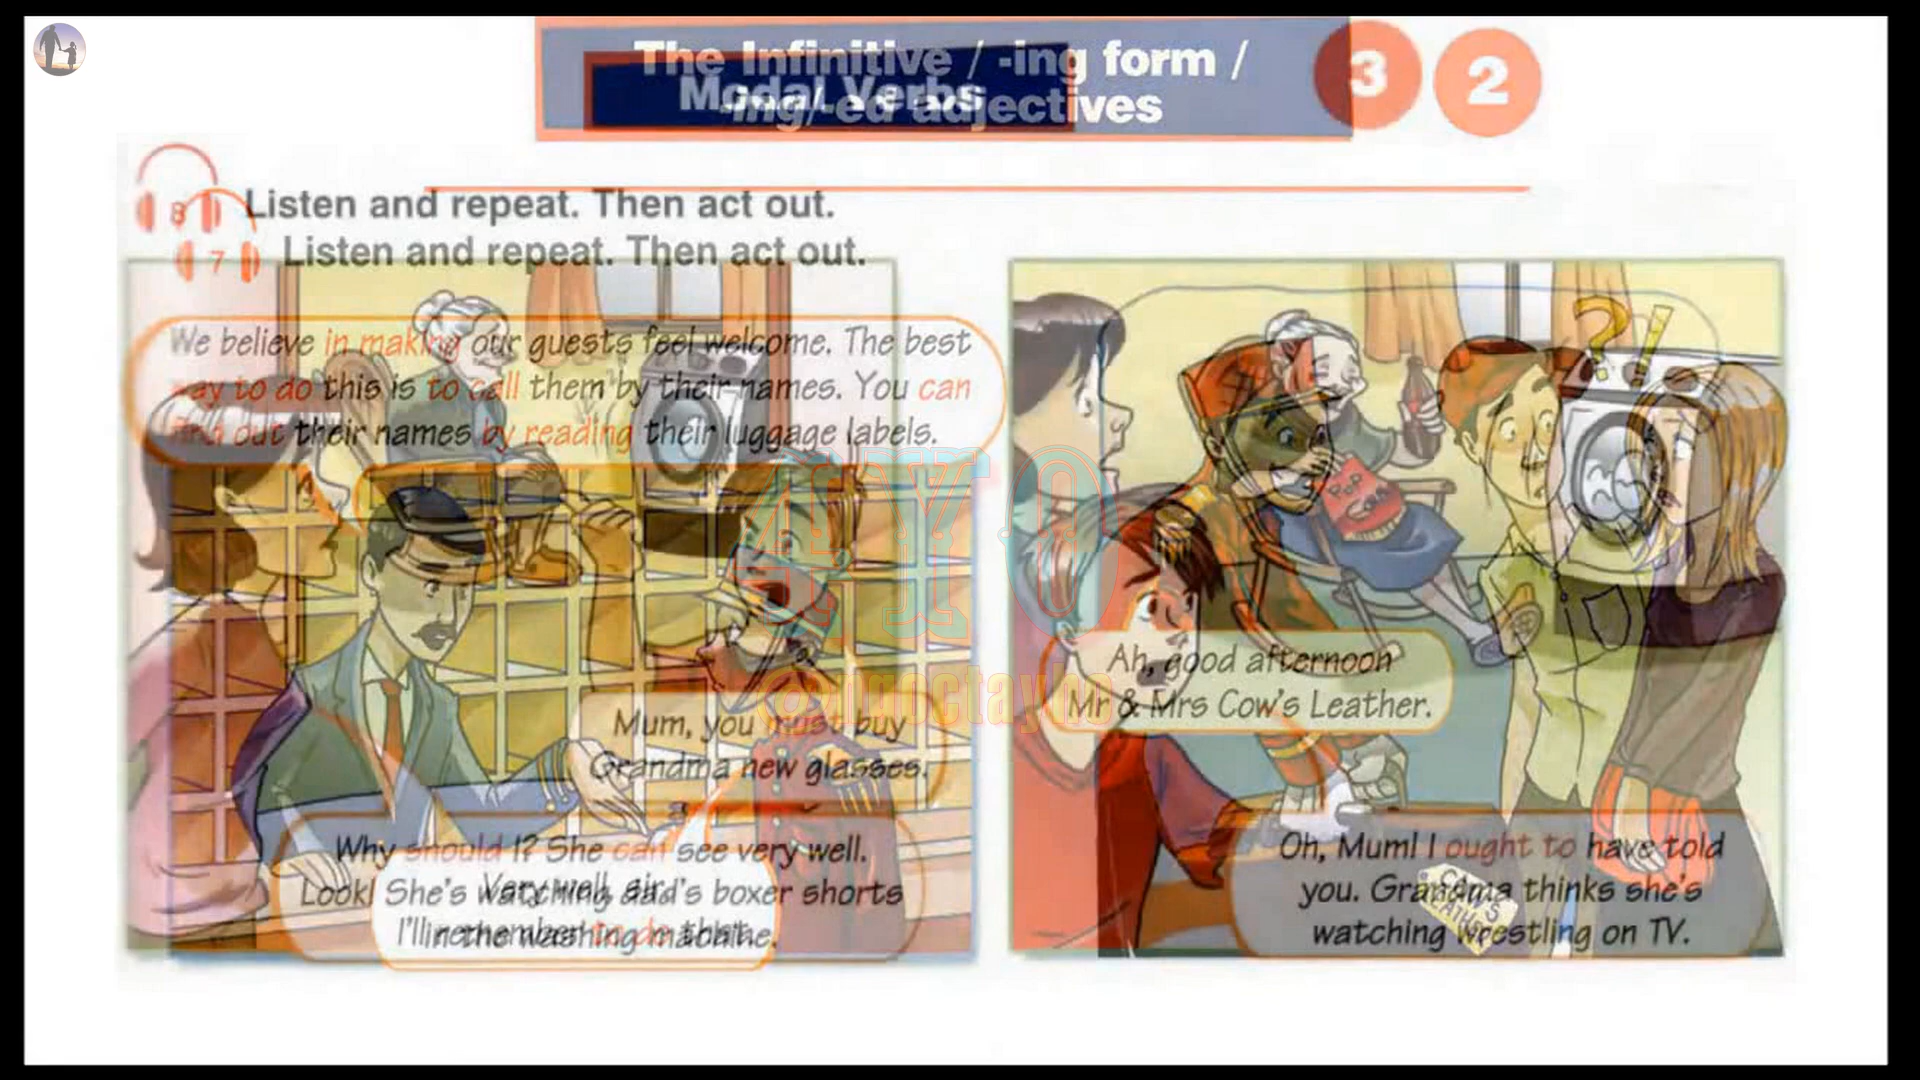 The Infinitive / -ing form /
-ing/-ed adjectives
3
Modal Verbs
2
8 Listen and repeat. Then act out.
7 Listen and repeat. Then act out.
We believe in making our guests feel welcome. The best
way to do this is to call them by their names. You can
find out their names by reading their luggage labels.
Mum, you must buy
Grandma new glasses.
Why should I? She can see very well.
Look! She's watching dad's boxer shorts
in the washing machine.
Very well, sir.
I'll remember to do that.
Ah, good afternoon
Mr & Mrs Cow's Leather.
Oh, Mum! I ought to have told
you. Grandma thinks she's
watching wrestling on TV.
COW'S
LEATHER
4YO